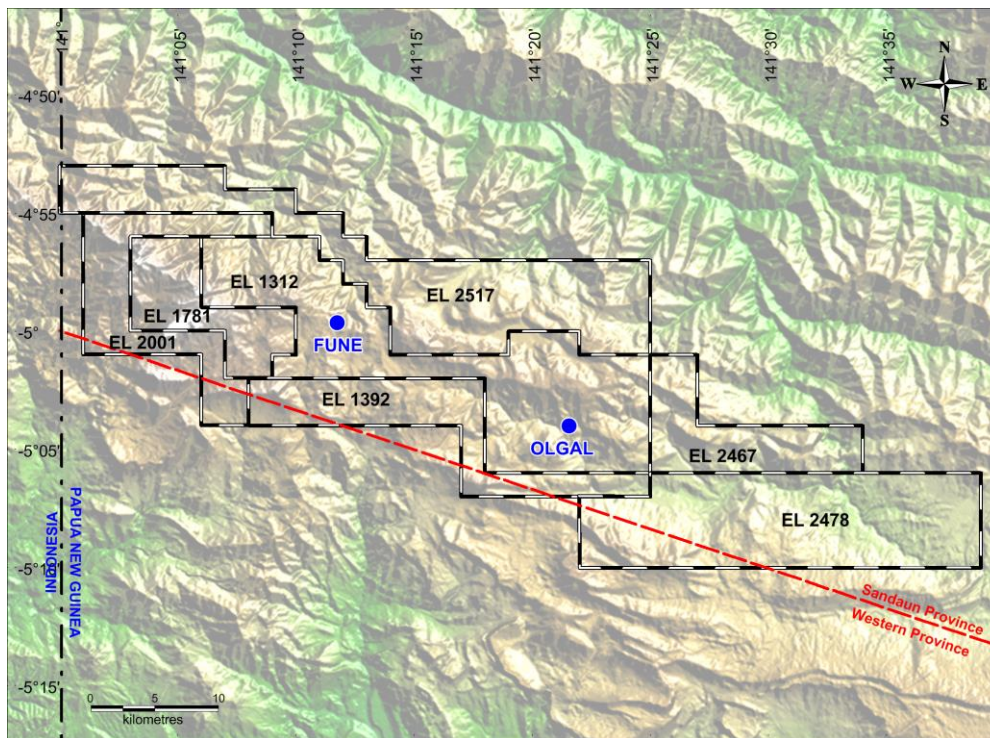 141°
141°05'
141°10'
141°15'
141°20'
141°25'
141°30'
141°35'
N
W E
S
-4°50'
-4°55'
-5°
-5°05'
-5°10'
-5°15'
EL 1312
EL 2517
EL 1781
FUNE
EL 2001
EL 1392
OLGAL
EL 2467
EL 2478
PAPUA NEW GUINEA
INDONESIA
Sandaun Province
Western Province
0 5 10
kilometres